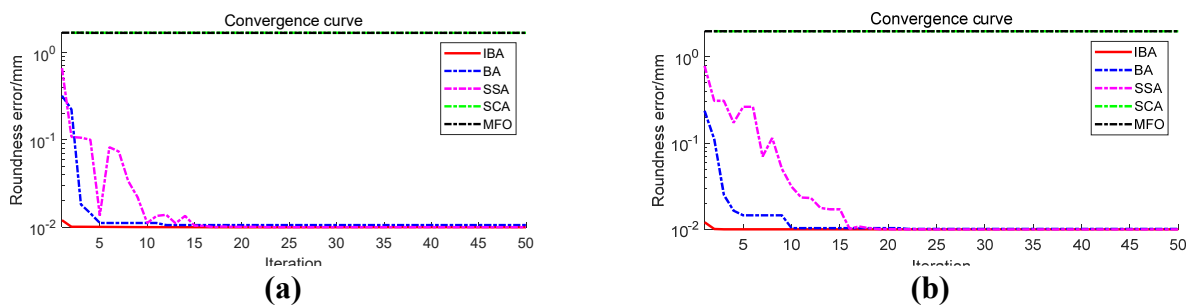 Convergence curve
Roundness error/mm
10^0
10^-1
10^-2
5 10 15 20 25 30 35 40 45 50
Iteration
IBA
BA
SSA
SCA
MFO
(a)
Convergence curve
Roundness error/mm
10^0
10^-1
10^-2
5 10 15 20 25 30 35 40 45 50
Iteration
IBA
BA
SSA
SCA
MFO
(b)